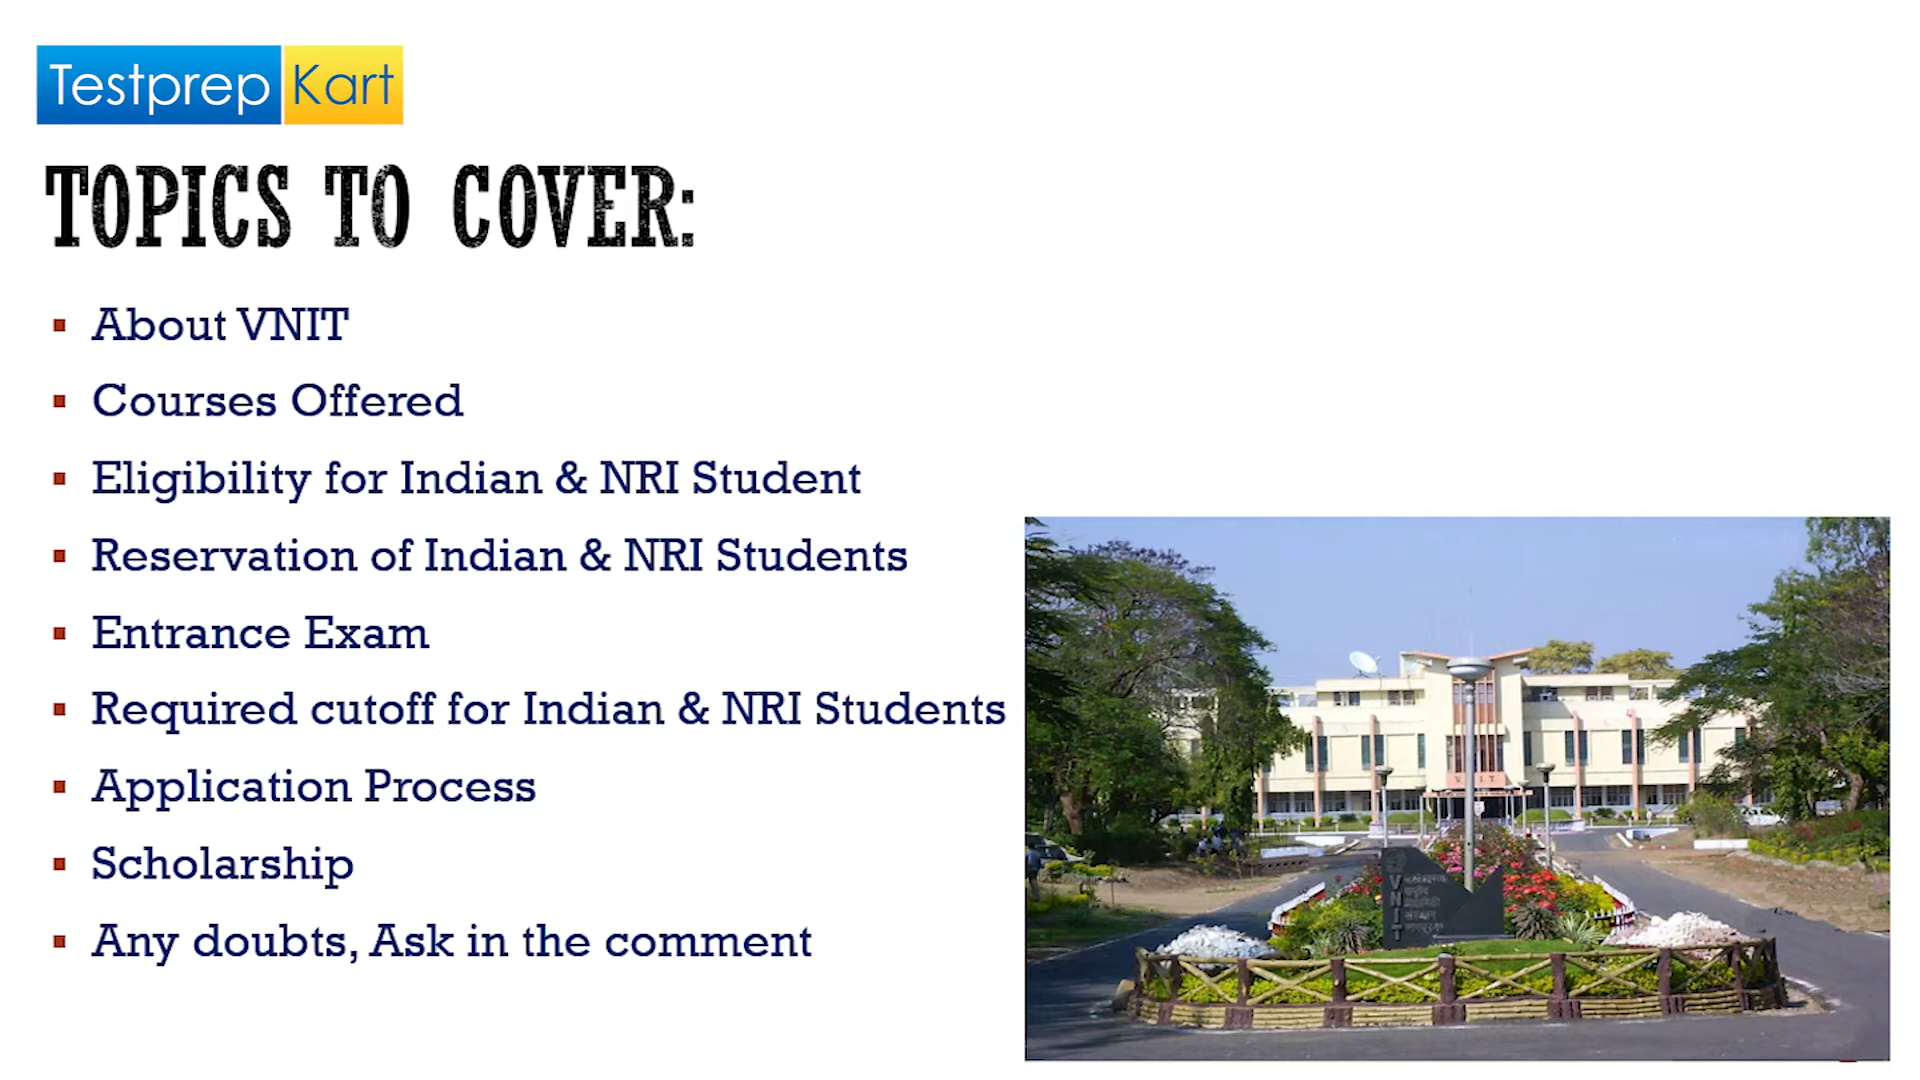 Testprep Kart
TOPICS TO COVER:
About VNIT
Courses Offered
Eligibility for Indian & NRI Student
Reservation of Indian & NRI Students
Entrance Exam
Required cutoff for Indian & NRI Students
Application Process
Scholarship
Any doubts, Ask in the comment
V.N.I.T.
VNIT